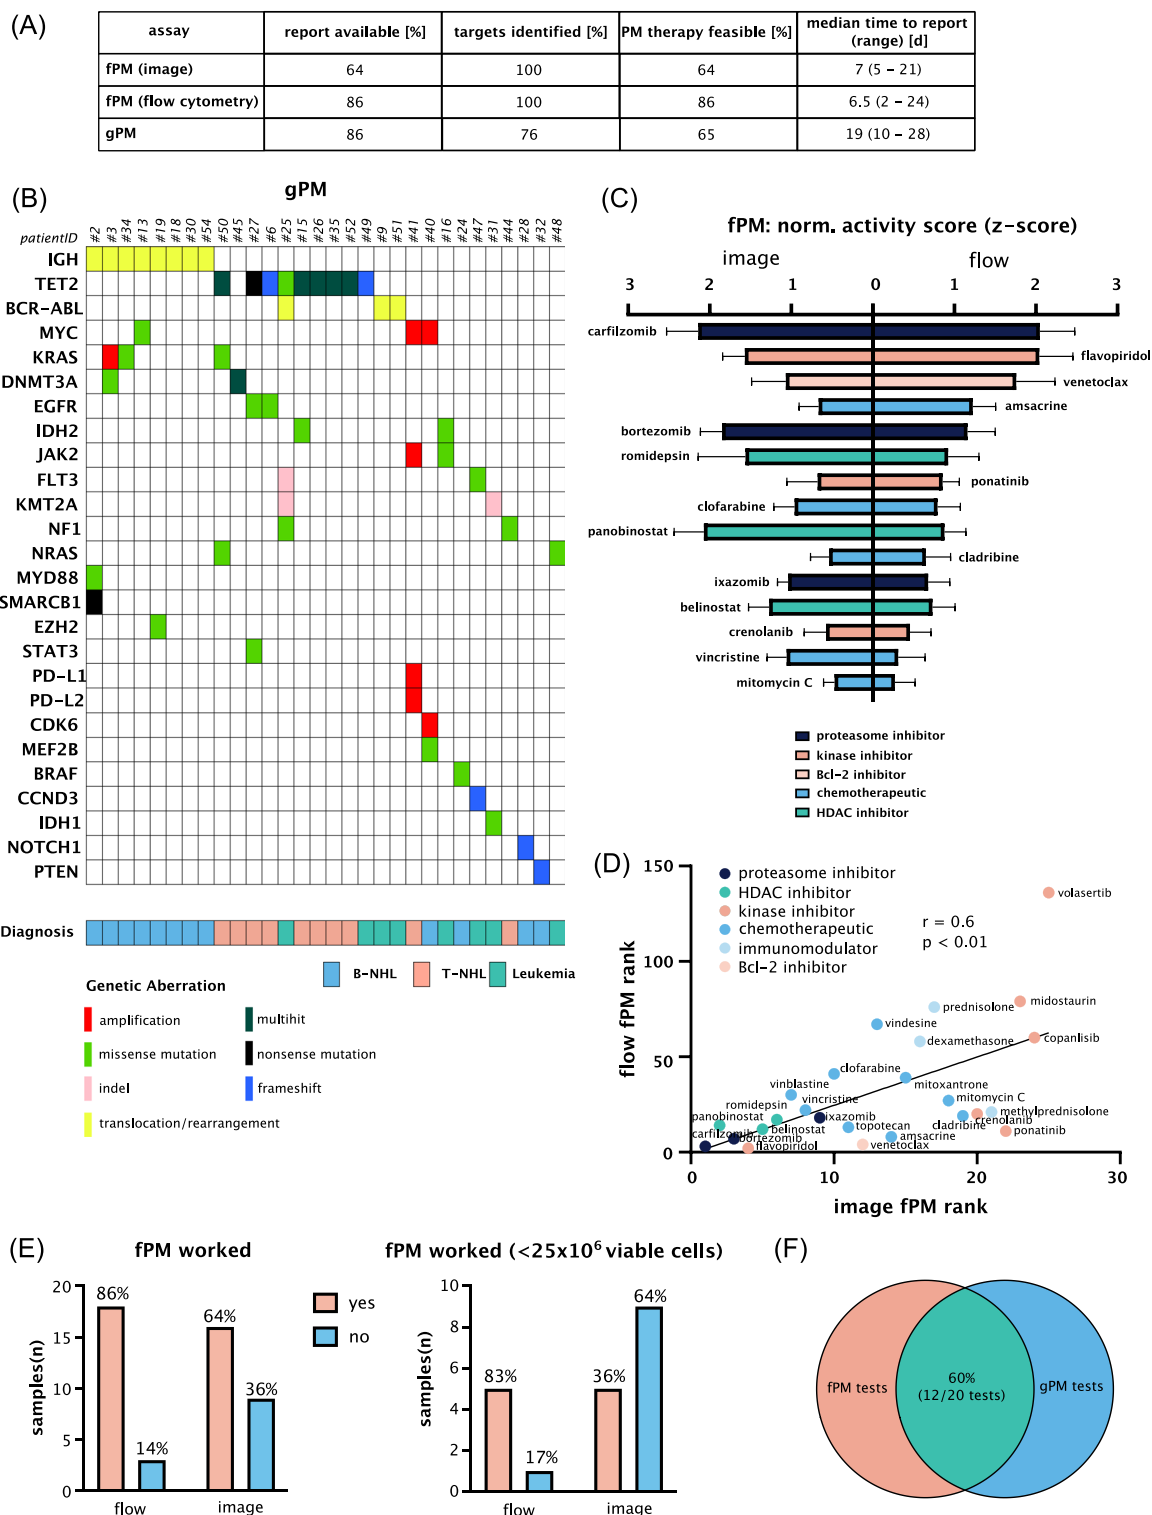 (A)
assay report available [%] targets identified [%] PM therapy feasible [%] median time to report (range) [d]
fPM (image) 64 100 64 7 (5 – 21)
fPM (flow cytometry) 86 100 86 6.5 (2 – 24)
gPM 86 76 65 19 (10 – 28)
(B)
gPM
patientID #2 #3 #34 #13 #19 #18 #30 #54 #50 #45 #27 #6 #25 #15 #26 #35 #52 #49 #9 #51 #41 #40 #16 #24 #47 #31 #44 #28 #32 #48
IGH
TET2
BCR-ABL
MYC
KRAS
DNMT3A
EGFR
IDH2
JAK2
FLT3
KMT2A
NF1
NRAS
MYD88
SMARCB1
EZH2
STAT3
PD-L1
PD-L2
CDK6
MEF2B
BRAF
CCND3
IDH1
NOTCH1
PTEN
Diagnosis
B-NHL T-NHL Leukemia
Genetic Aberration
amplification multihit
missense mutation nonsense mutation
indel frameshift
translocation/rearrangement
(C)
fPM: norm. activity score (z-score)
image flow
3 2 1 0 1 2 3
carfilzomib
flavopiridol
venetoclax
amsacrine
bortezomib
romidepsin
ponatinib
clofarabine
panobinostat
cladribine
ixazomib
belinostat
crenolanib
vincristine
mitomycin C
proteasome inhibitor
kinase inhibitor
Bcl-2 inhibitor
chemotherapeutic
HDAC inhibitor
(D)
flow fPM rank
150
100
50
0
proteasome inhibitor
HDAC inhibitor
kinase inhibitor
chemotherapeutic
immunomodulator
Bcl-2 inhibitor
r = 0.6
p < 0.01
volasertib
prednisolone
midostaurin
vindesine
dexamethasone
copanlisib
clofarabine
vinblastine
mitoxantrone
romidepsin
vincristine
mitomycin C
panobinostat
ixazomib
methylprednisolone
crenolanib
carfilzomib
belinostat
topotecan
cladribine
bortezomib
amsacrine
ponatinib
flavopiridol
venetoclax
0 10 20 30
image fPM rank
(E)
fPM worked
samples(n)
20
15
10
5
0
86%
14%
64%
36%
flow image
yes
no
fPM worked (<25x10⁶ viable cells)
samples(n)
10
8
6
4
2
0
83%
17%
36%
64%
flow image
(F)
fPM tests
60%
(12/20 tests)
gPM tests